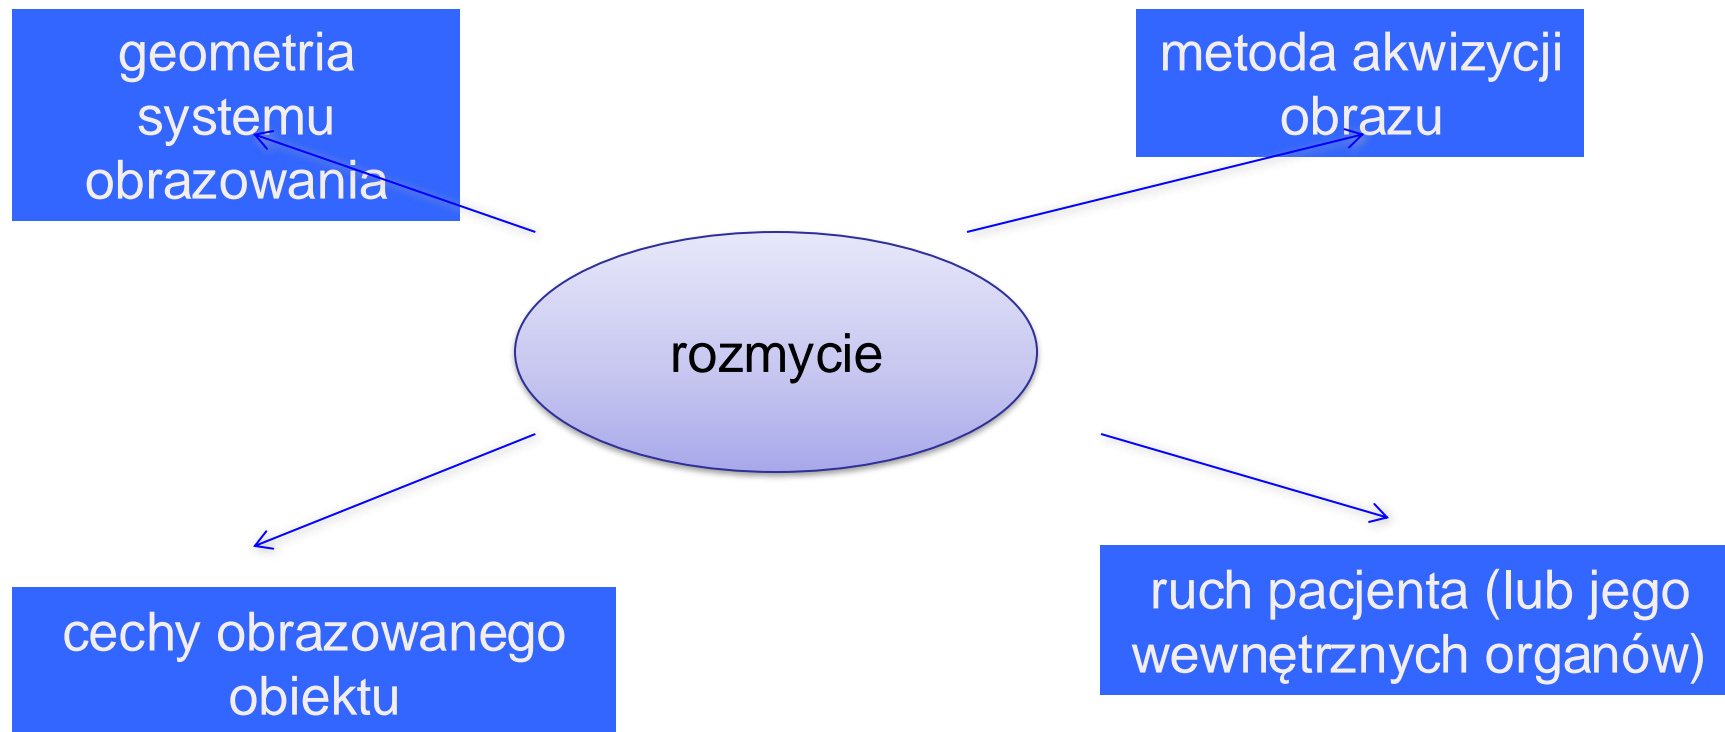 geometria
systemu
obrazowania
metoda akwizycji
obrazu
rozmycie
cechy obrazowanego
obiektu
ruch pacjenta (lub jego
wewnętrznych organów)